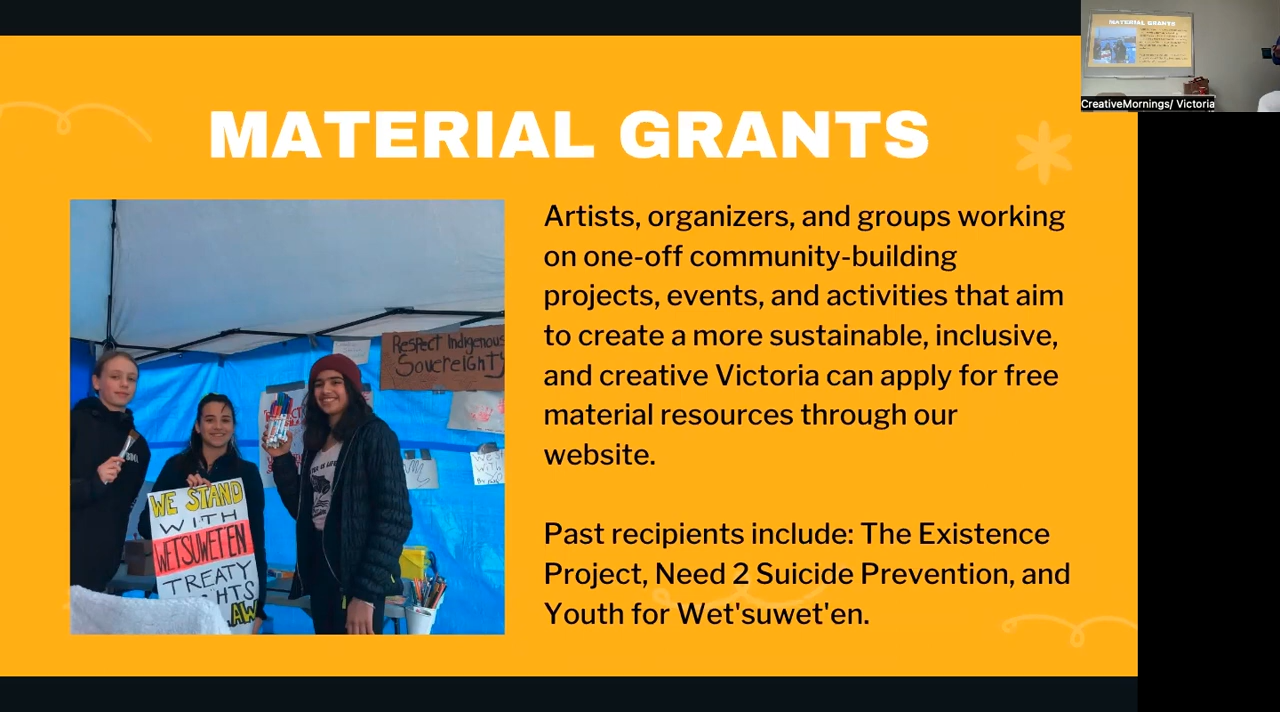 MATERIAL GRANTS
CreativeMornings/ Victoria
MATERIAL GRANTS
Artists, organizers, and groups working
on one-off community-building
projects, events, and activities that aim
to create a more sustainable, inclusive,
and creative Victoria can apply for free
material resources through our
website.
Past recipients include: The Existence
Project, Need 2 Suicide Prevention, and
Youth for Wet'suwet'en.
Respect Indigenous
Sovereignty
WE STAND
WITH
WETSUWETEN
TREATY